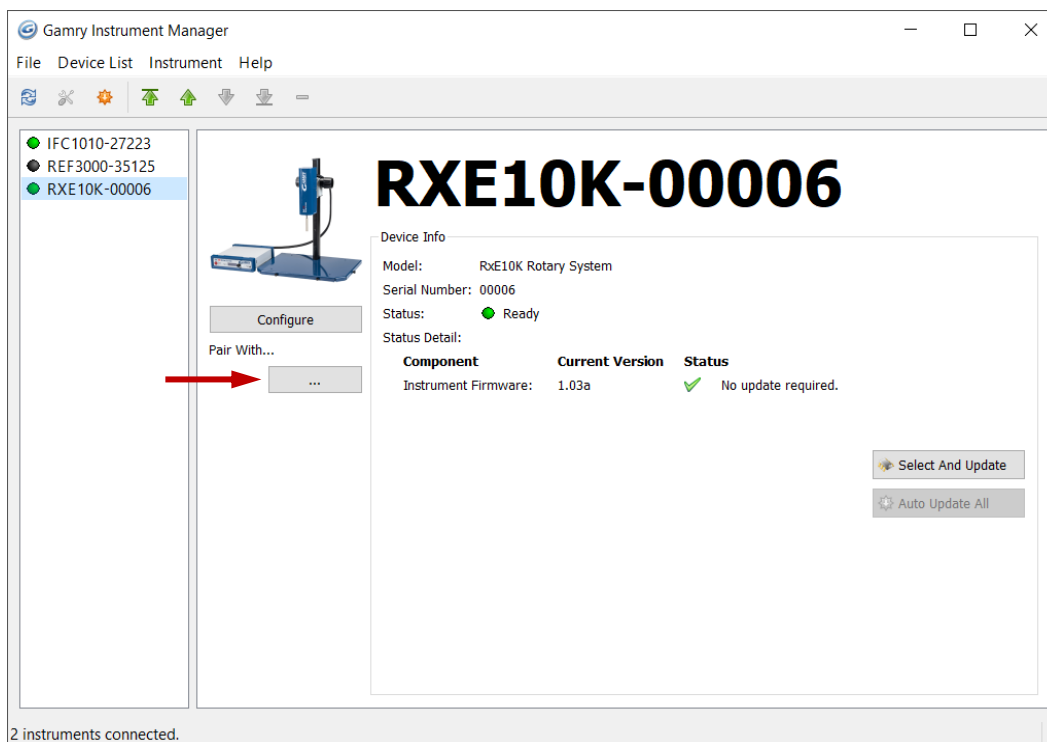 Gamry Instrument Manager
File Device List Instrument Help
IFC1010-27223
REF3000-35125
RXE10K-00006
RXE10K-00006
Device Info
Model: RxE10K Rotary System
Serial Number: 00006
Status: Ready
Status Detail:
Component Current Version Status
Instrument Firmware: 1.03a No update required.
Configure
Pair With...
...
Select And Update
Auto Update All
2 instruments connected.